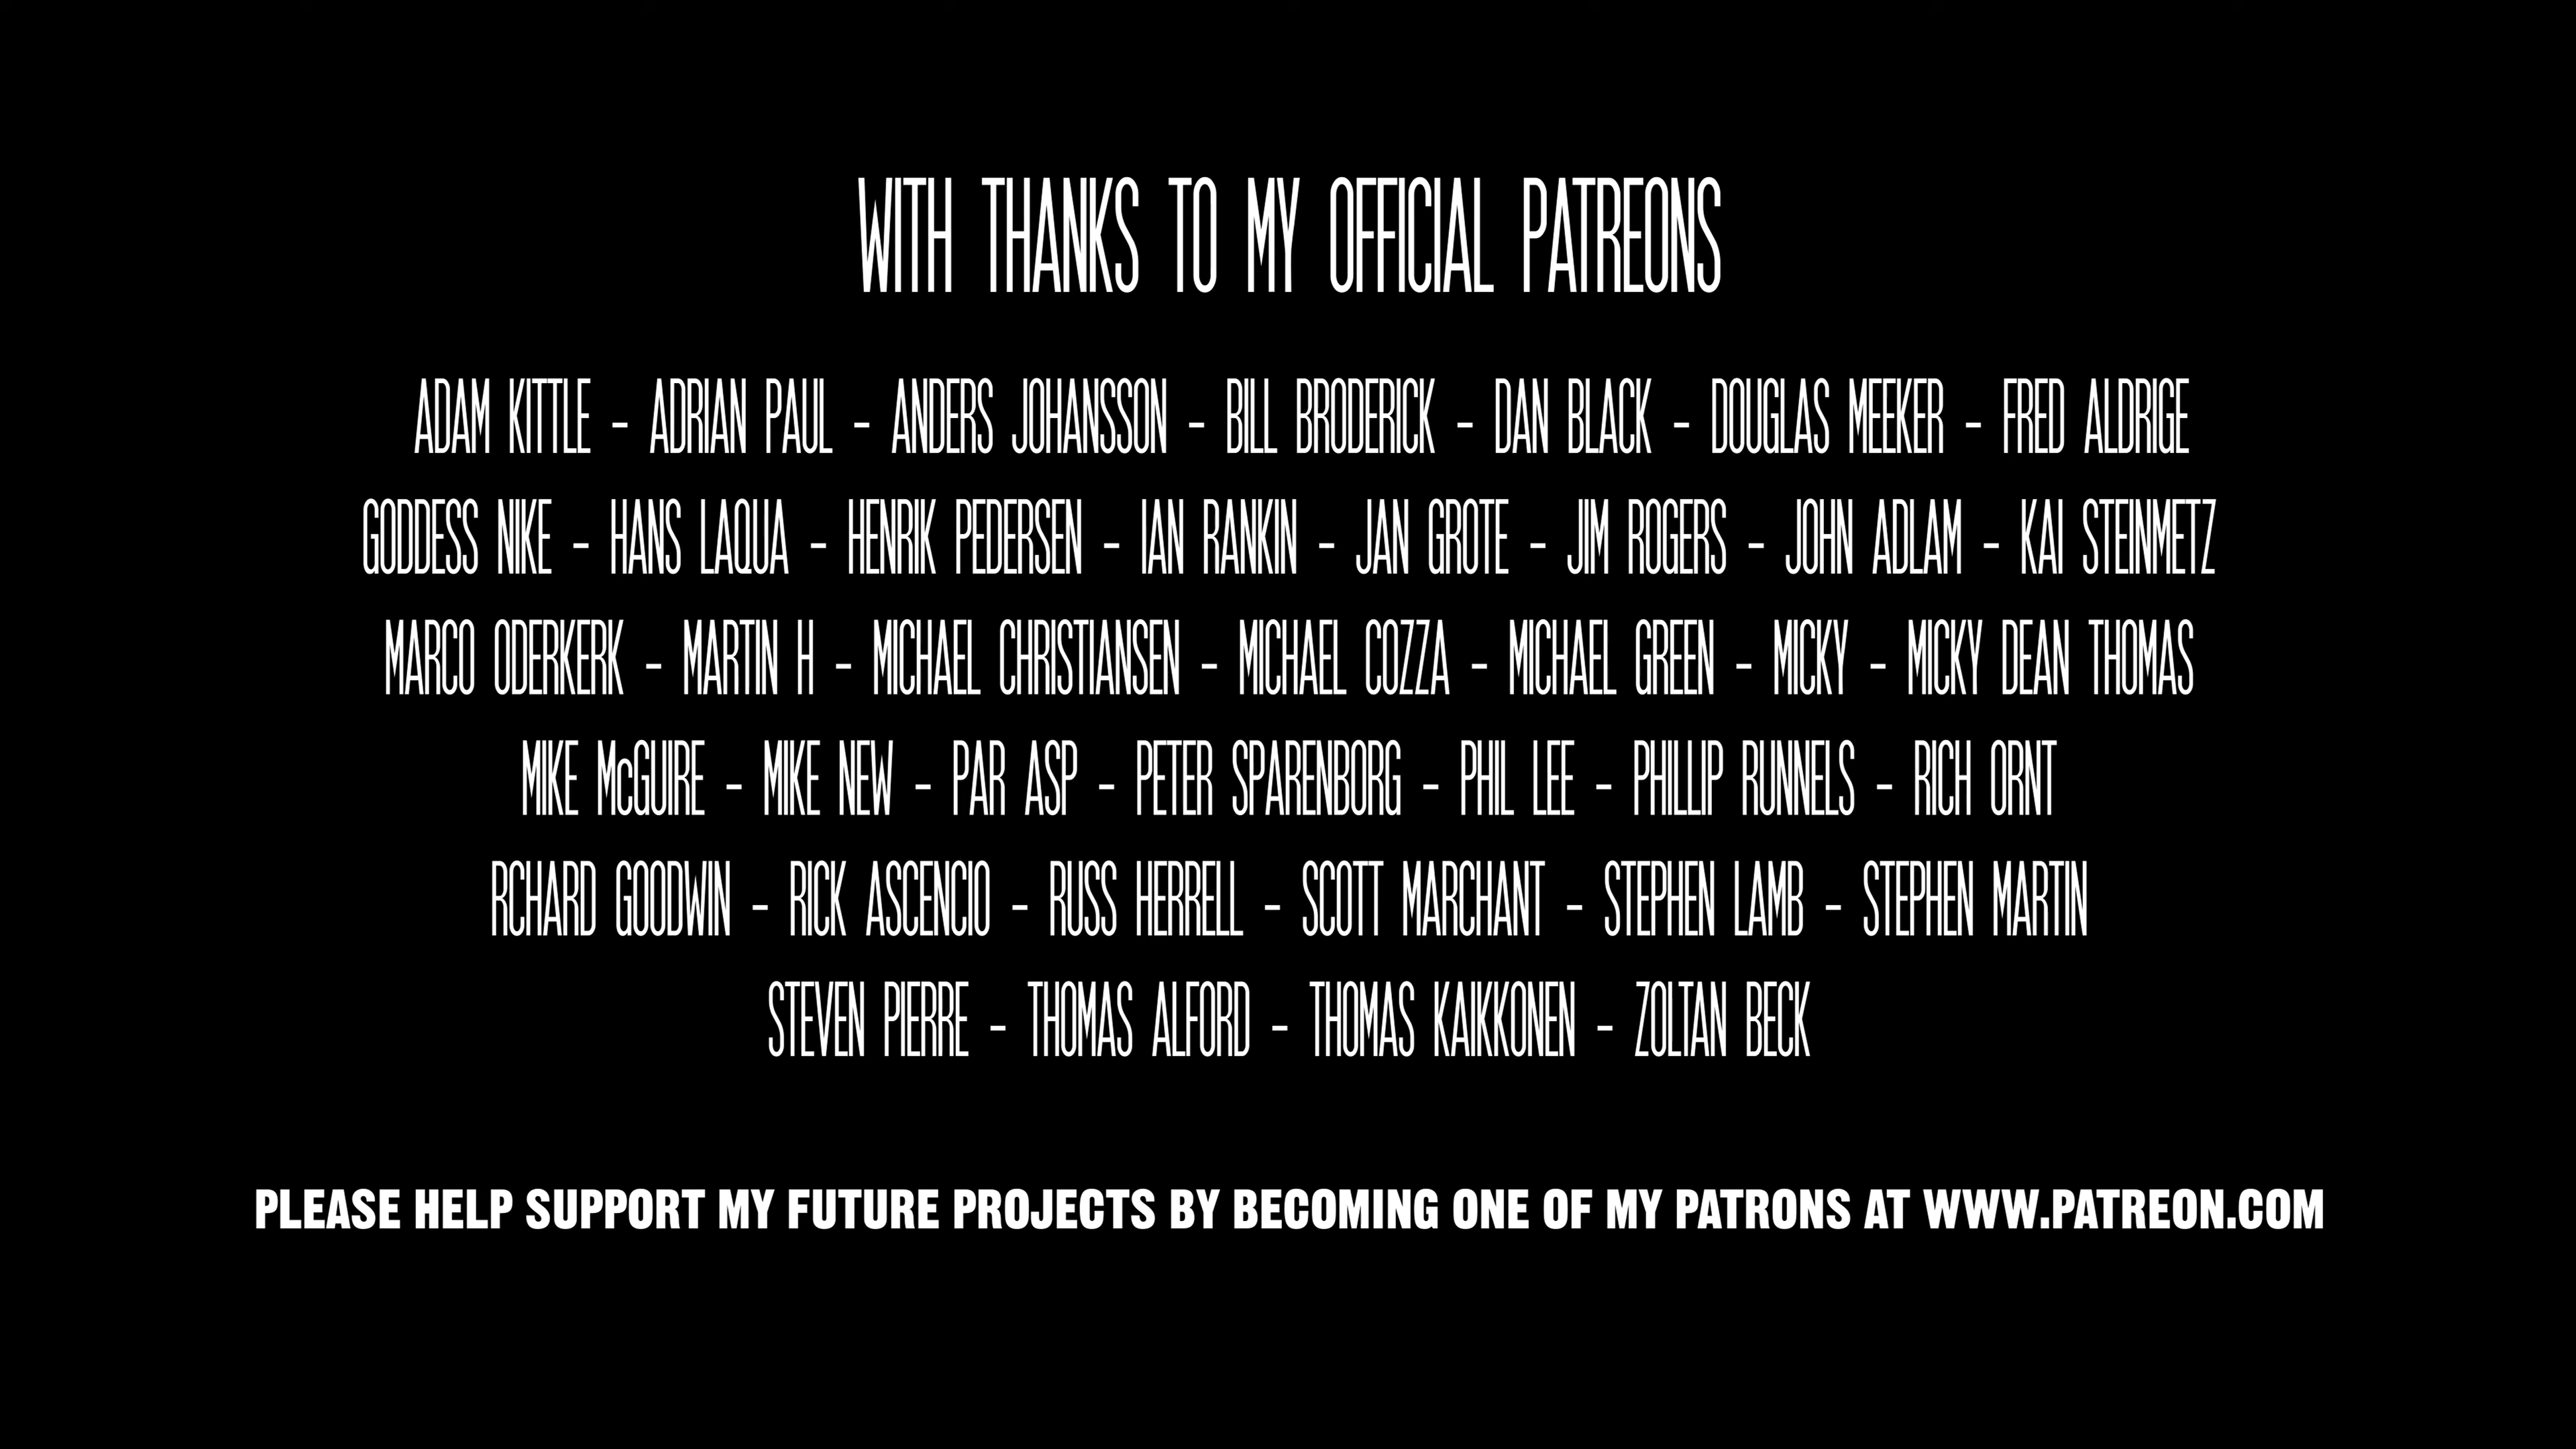 WITH THANKS TO MY OFFICIAL PATREONS
ADAM KITTLE - ADRIAN PAUL - ANDERS JOHANSSON - BILL BRODERICK - DAN BLACK - DOUGLAS MEEKER - FRED ALDRIGE
GODDESS NIKE - HANS LAQUA - HENRIK PEDERSEN - IAN RANKIN - JAN GROTE - JIM ROGERS - JOHN ADLAM - KAI STEINMETZ
MARCO ODERKERK - MARTIN H - MICHAEL CHRISTIANSEN - MICHAEL COZZA - MICHAEL GREEN - MICKY - MICKY DEAN THOMAS
MIKE McGUIRE - MIKE NEW - PAR ASP - PETER SPARENBORG - PHIL LEE - PHILLIP RUNNELS - RICH ORNT
RCHARD GOODWIN - RICK ASCENCIO - RUSS HERRELL - SCOTT MARCHANT - STEPHEN LAMB - STEPHEN MARTIN
STEVEN PIERRE - THOMAS ALFORD - THOMAS KAIKKONEN - ZOLTAN BECK
PLEASE HELP SUPPORT MY FUTURE PROJECTS BY BECOMING ONE OF MY PATRONS AT WWW.PATREON.COM